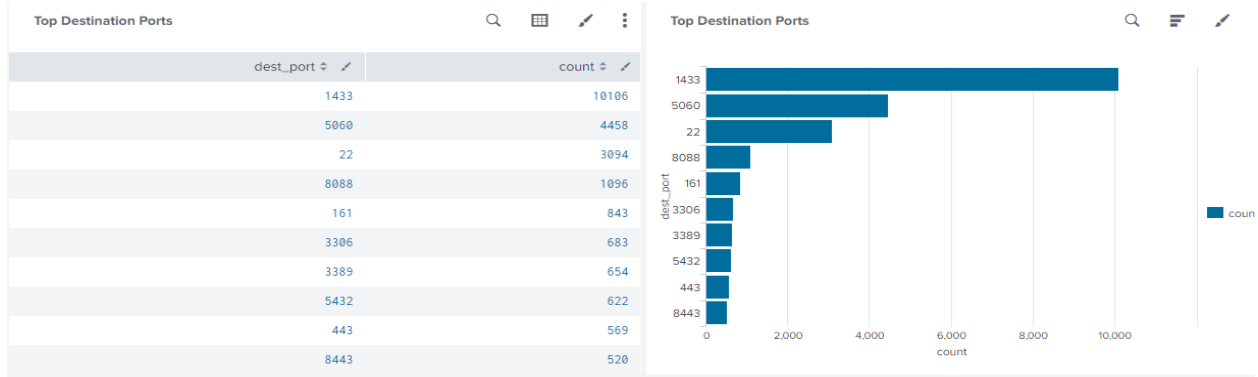 Top Destination Ports
dest_port count
1433 10106
5060 4458
22 3094
8088 1096
161 843
3306 683
3389 654
5432 622
443 569
8443 520
Top Destination Ports
dest_port
1433
5060
22
8088
161
3306
3389
5432
443
8443
0 2,000 4,000 6,000 8,000 10,000
count
coun